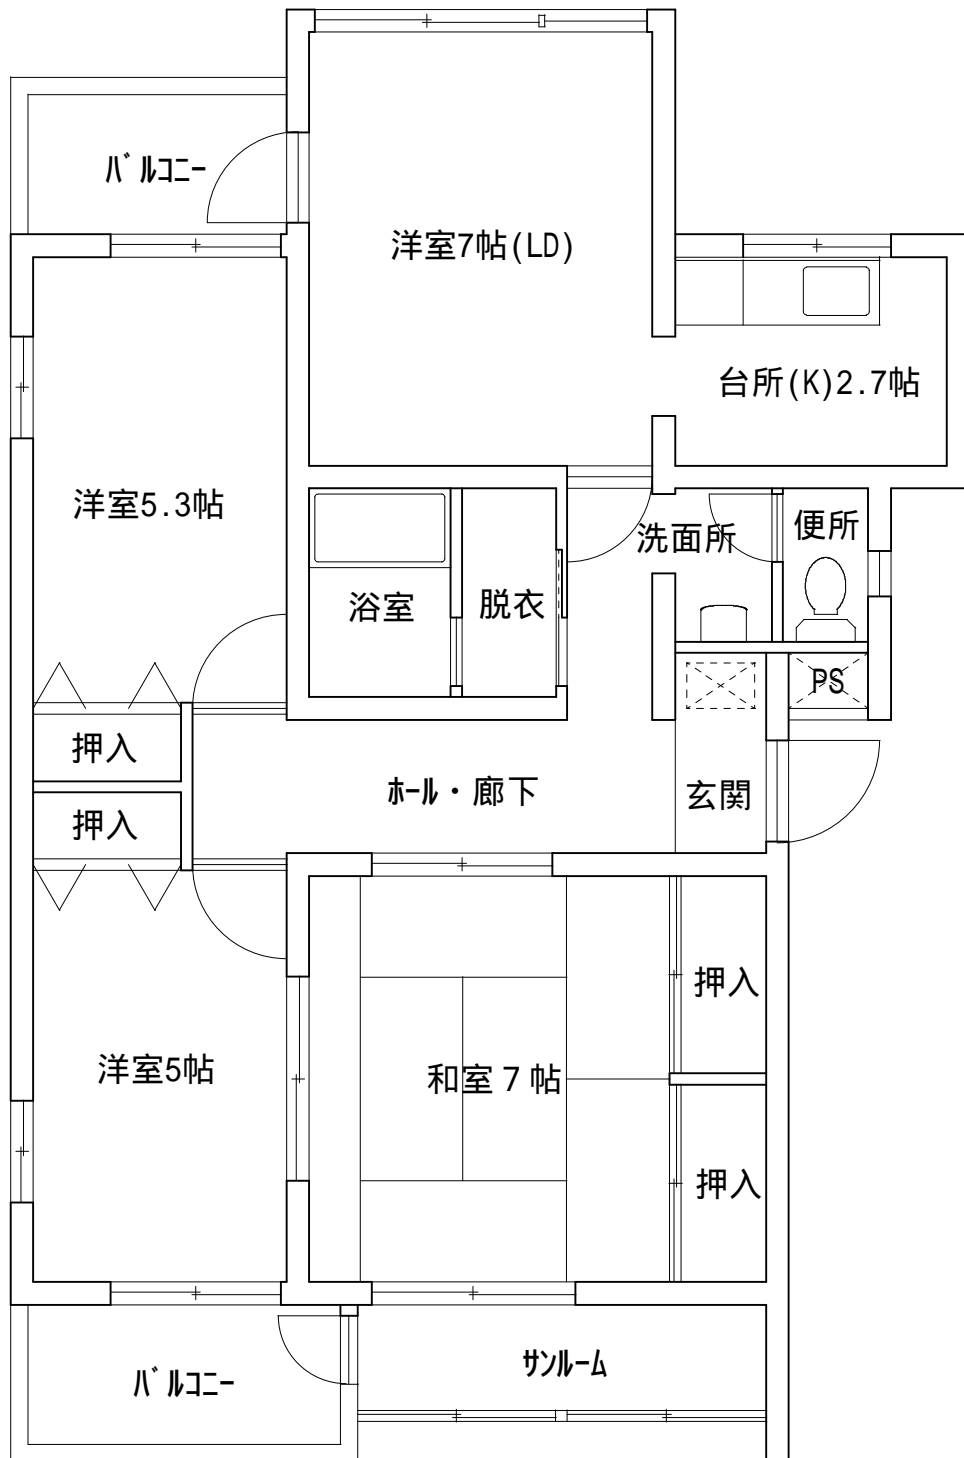 バルコニー
洋室7帖(LD)
台所(K)2.7帖
洋室5.3帖
洗面所
便所
浴室
脱衣
PS
押入
ホール・廊下
玄関
押入
押入
洋室5帖
和室７帖
押入
サンルーム
バルコニー